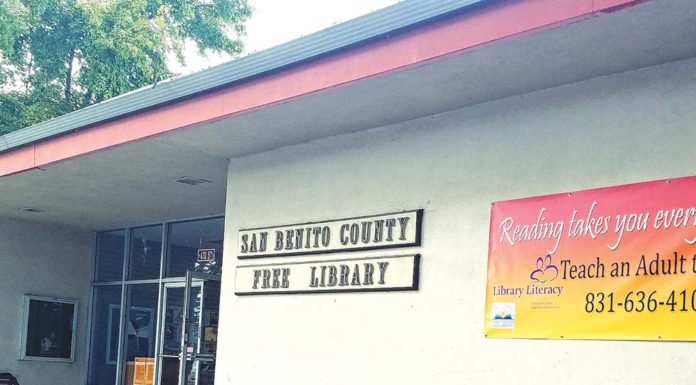 SAN BENITO COUNTY
FREE LIBRARY
Reading takes you every
Library Literacy
Teach an Adult t
831-636-410